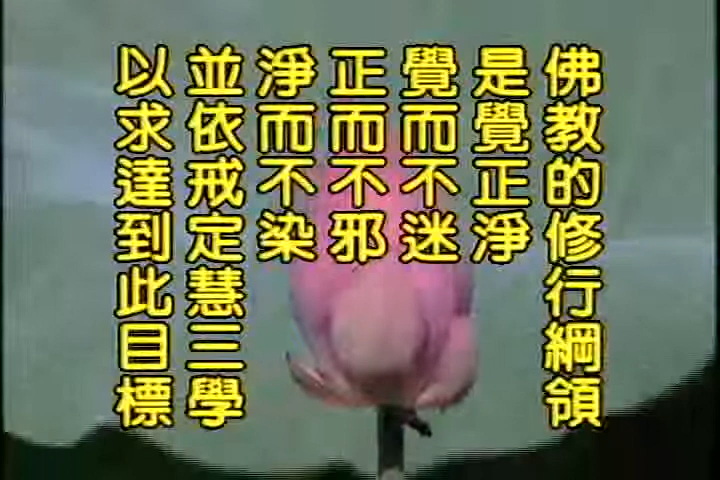 佛教的修行綱領
是覺正淨
覺而不迷
正而不邪
淨而不染
並依戒定慧三學
以求達到此目標